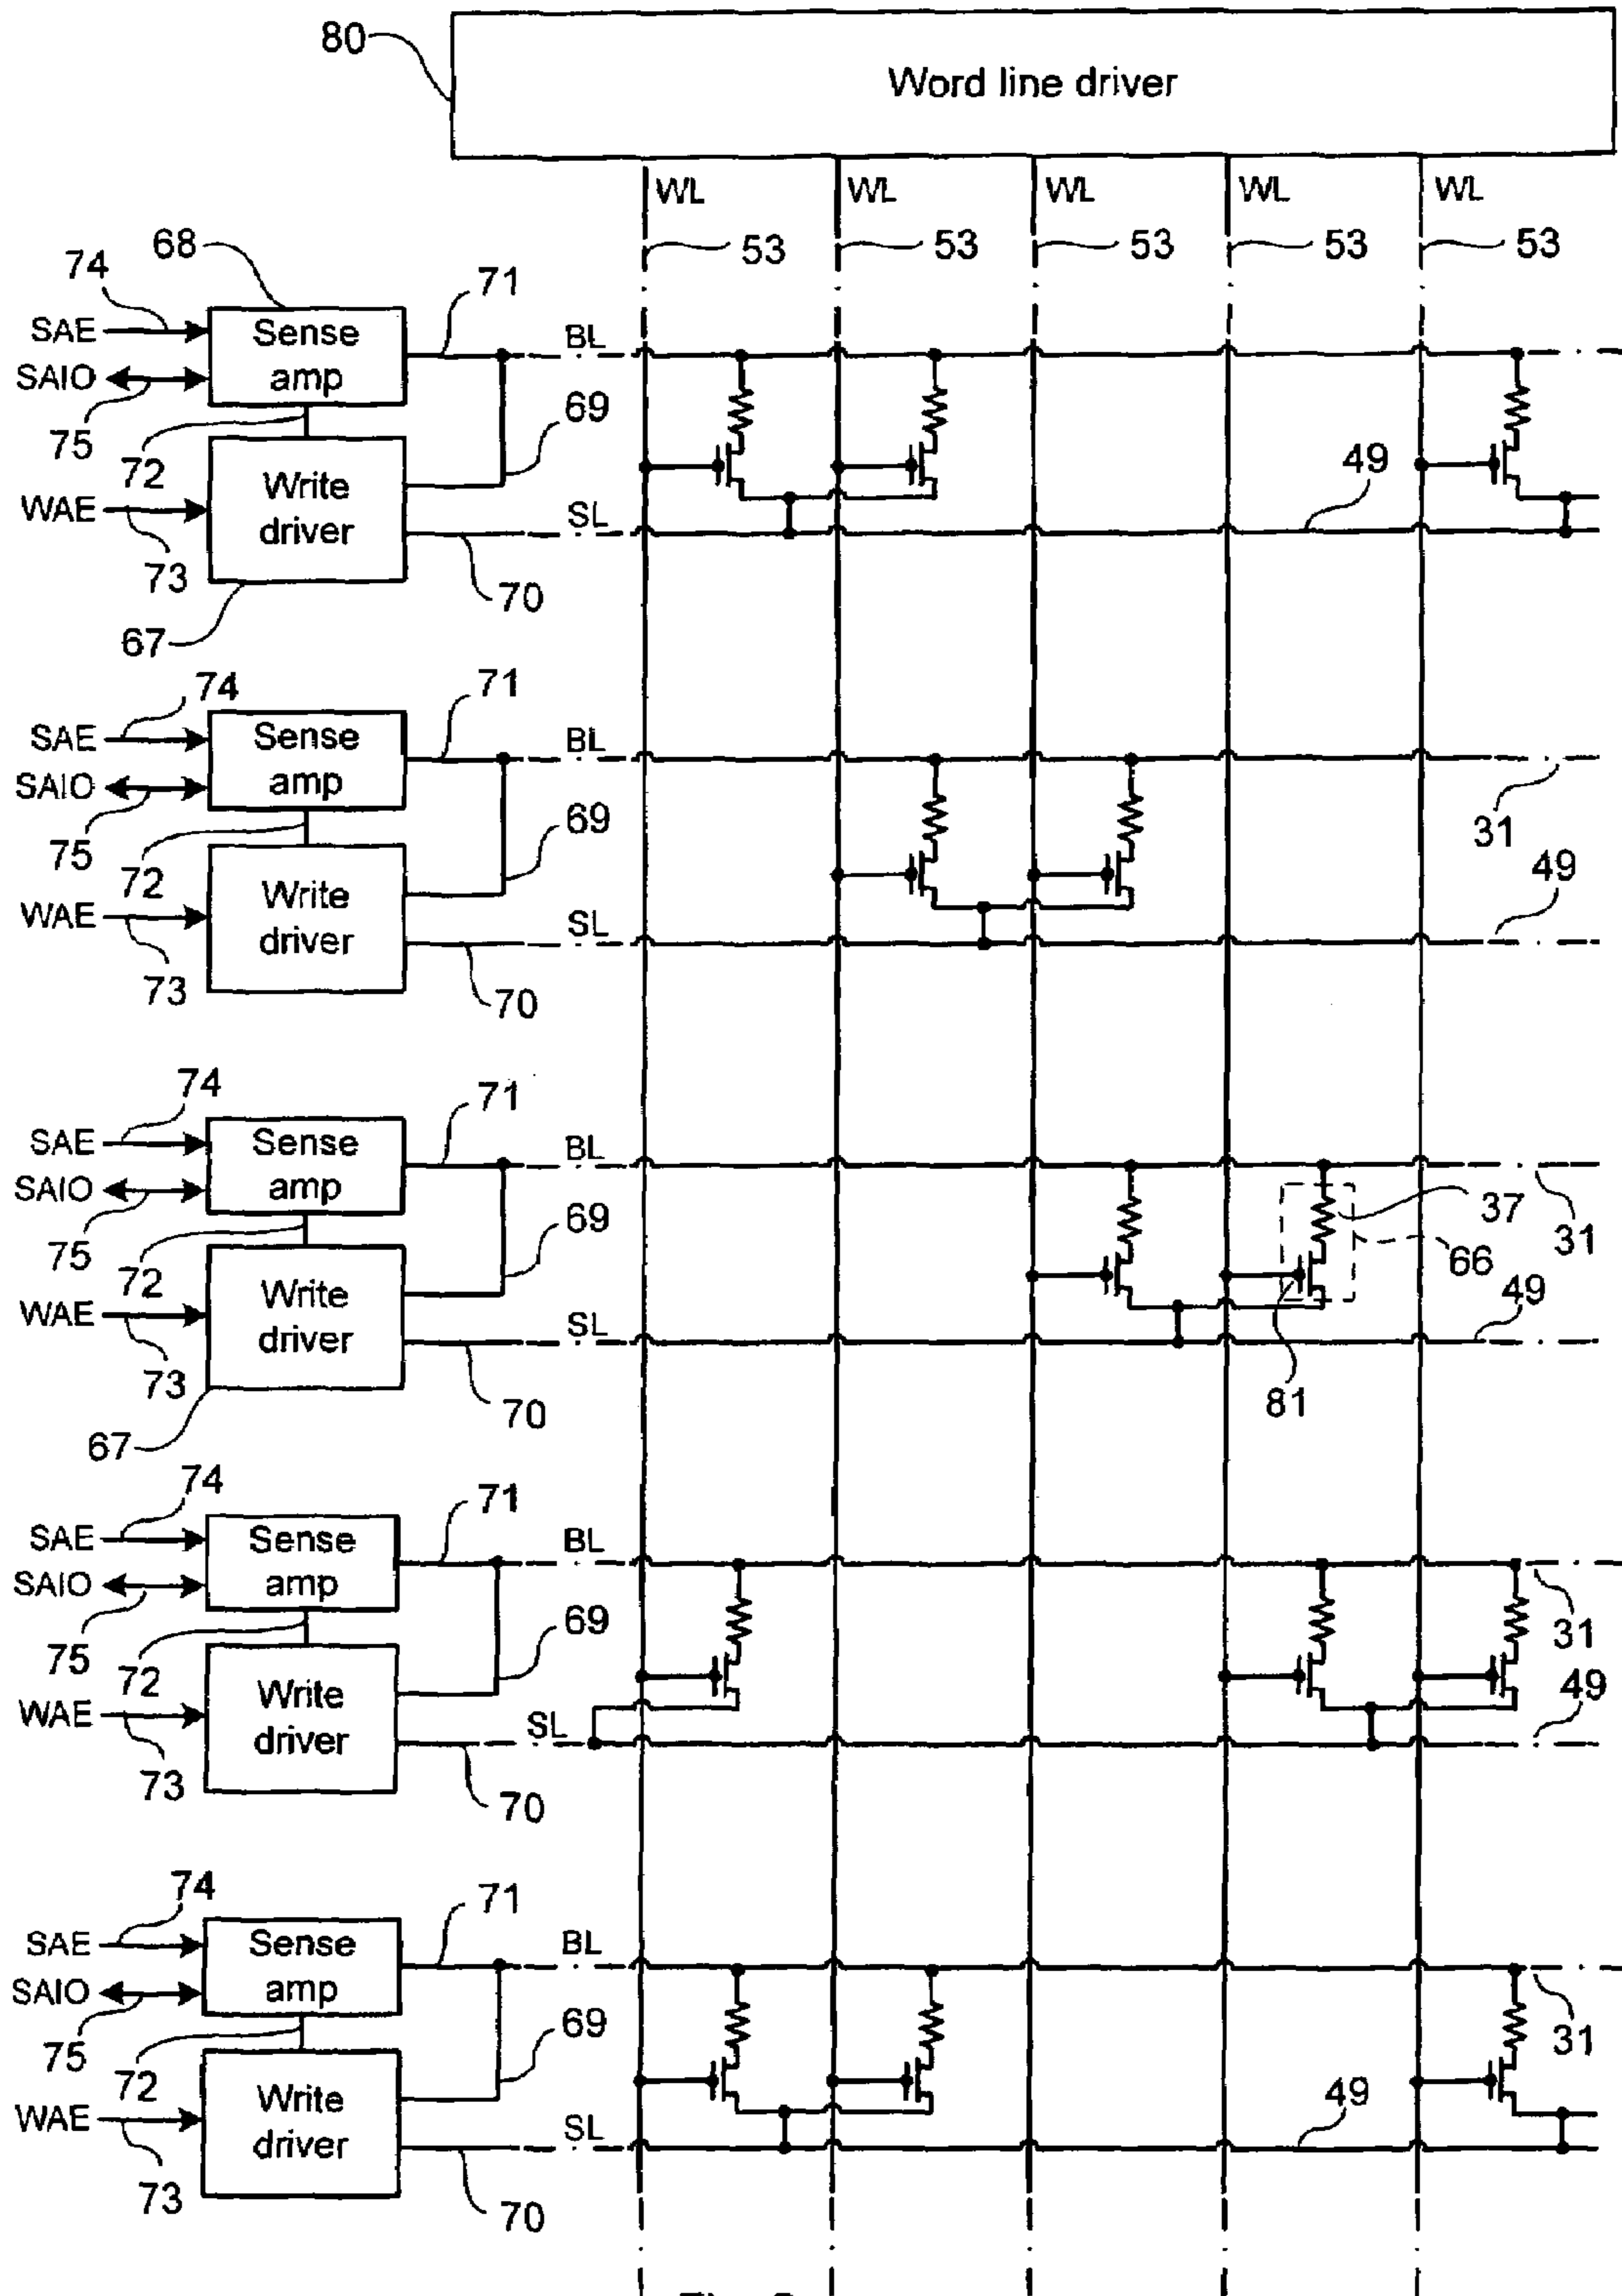 80
Word line driver
WL WL WL WL WL
53 53 53 53 53
68
74
71
SAE
Sense
amp
BL
SAIO
69
75
72
49
WAE
Write
driver
SL
73
70
67
74
71
SAE
Sense
amp
BL
SAIO
69
31
75
72
49
WAE
Write
driver
SL
73
70
74
71
SAE
Sense
amp
BL
SAIO
37
69
31
66
75
72
49
WAE
Write
driver
SL
73
81
70
67
74
71
SAE
Sense
amp
BL
SAIO
69
31
75
72
49
WAE
Write
driver
SL
73
70
74
71
SAE
Sense
amp
BL
SAIO
69
31
75
72
49
WAE
Write
driver
SL
73
70